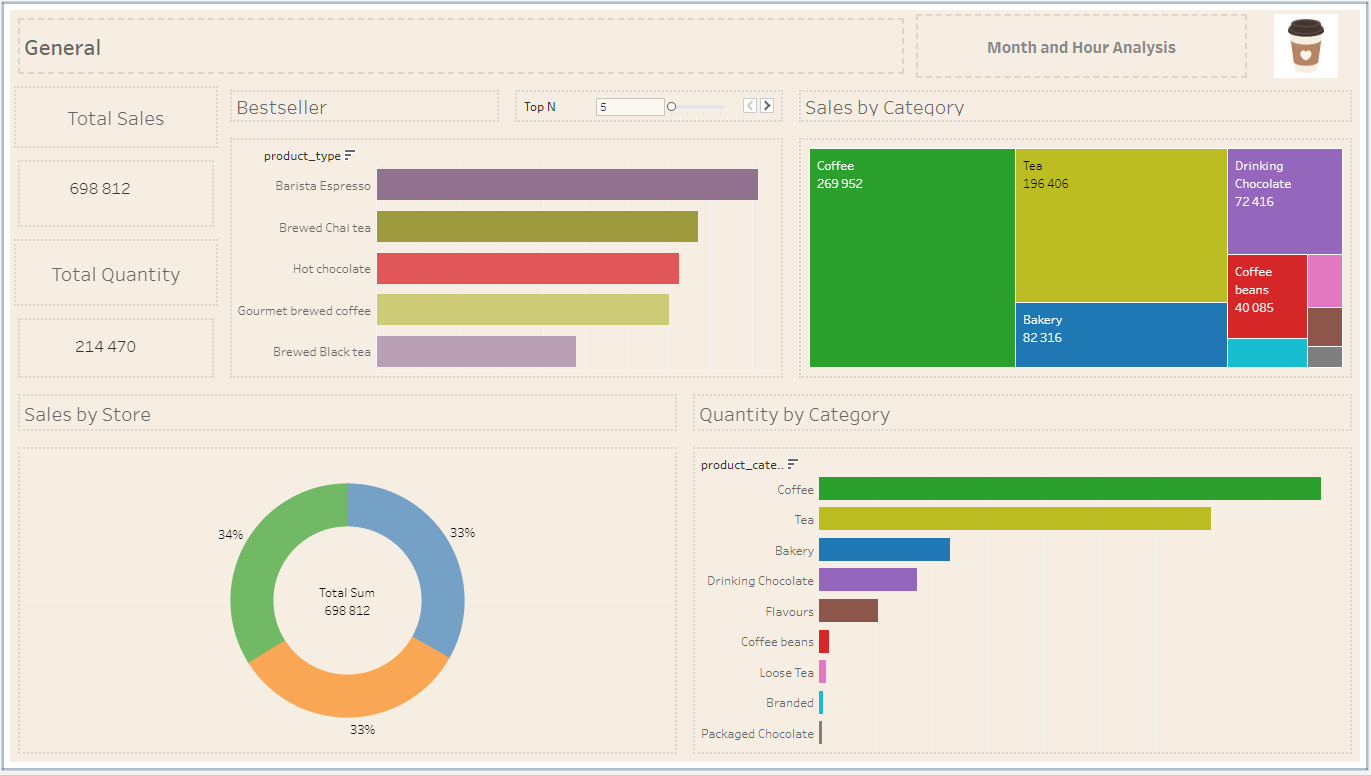 General
Month and Hour Analysis
Total Sales
698 812
Total Quantity
214 470
Bestseller
Top N
5
product_type
Barista Espresso
Brewed Chai tea
Hot chocolate
Gourmet brewed coffee
Brewed Black tea
Sales by Category
Coffee
269 952
Tea
196 406
Bakery
82 316
Drinking
Chocolate
72 416
Coffee
beans
40 085
Sales by Store
34%
33%
Total Sum
698 812
33%
Quantity by Category
product_cate..
Coffee
Tea
Bakery
Drinking Chocolate
Flavours
Coffee beans
Loose Tea
Branded
Packaged Chocolate